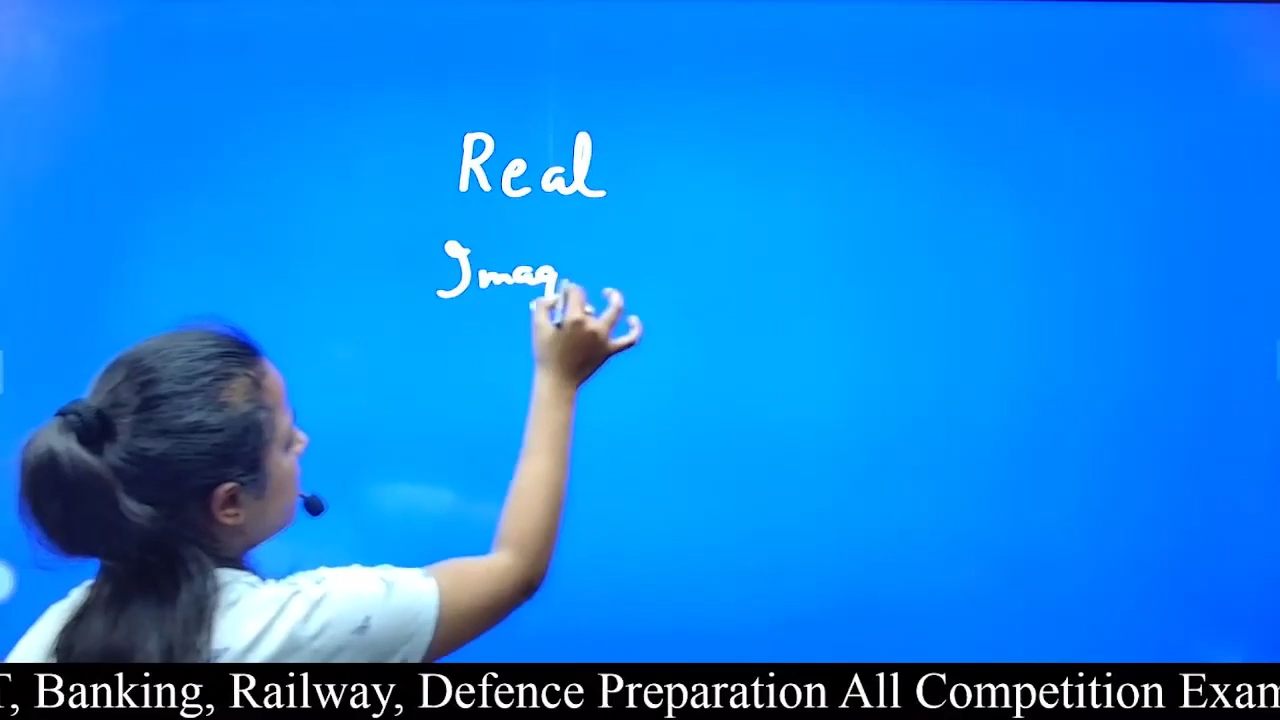 Real
Imag
T, Banking, Railway, Defence Preparation All Competition Exam